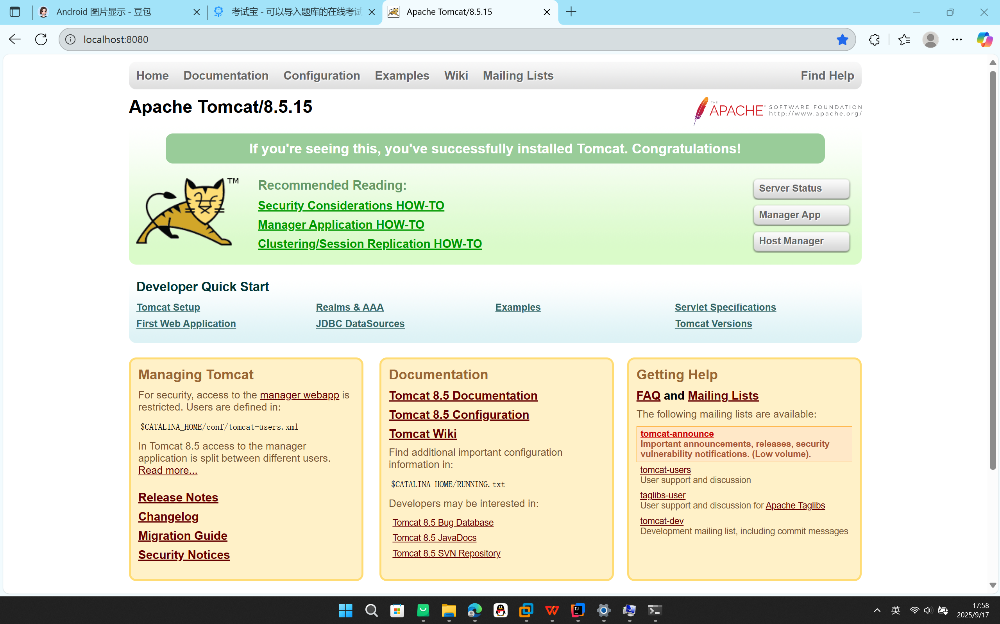 Android 图片显示 - 豆包
考试宝 - 可以导入题库的在线考试
Apache Tomcat/8.5.15
localhost:8080
Home Documentation Configuration Examples Wiki Mailing Lists Find Help
Apache Tomcat/8.5.15
THE APACHE® SOFTWARE FOUNDATION
http://www.apache.org/
If you're seeing this, you've successfully installed Tomcat. Congratulations!
TM
Recommended Reading:
Security Considerations HOW-TO
Manager Application HOW-TO
Clustering/Session Replication HOW-TO
Server Status
Manager App
Host Manager
Developer Quick Start
Tomcat Setup Realms & AAA Examples Servlet Specifications
First Web Application JDBC DataSources Tomcat Versions
Managing Tomcat
For security, access to the manager webapp is
restricted. Users are defined in:
$CATALINA_HOME/conf/tomcat-users.xml
In Tomcat 8.5 access to the manager
application is split between different users.
Read more...
Release Notes
Changelog
Migration Guide
Security Notices
Documentation
Tomcat 8.5 Documentation
Tomcat 8.5 Configuration
Tomcat Wiki
Find additional important configuration
information in:
$CATALINA_HOME/RUNNING.txt
Developers may be interested in:
Tomcat 8.5 Bug Database
Tomcat 8.5 JavaDocs
Tomcat 8.5 SVN Repository
Getting Help
FAQ and Mailing Lists
The following mailing lists are available:
tomcat-announce
Important announcements, releases, security
vulnerability notifications. (Low volume).
tomcat-users
User support and discussion
taglibs-user
User support and discussion for Apache Taglibs
tomcat-dev
Development mailing list, including commit messages
IJ
英
17:58
2025/9/17